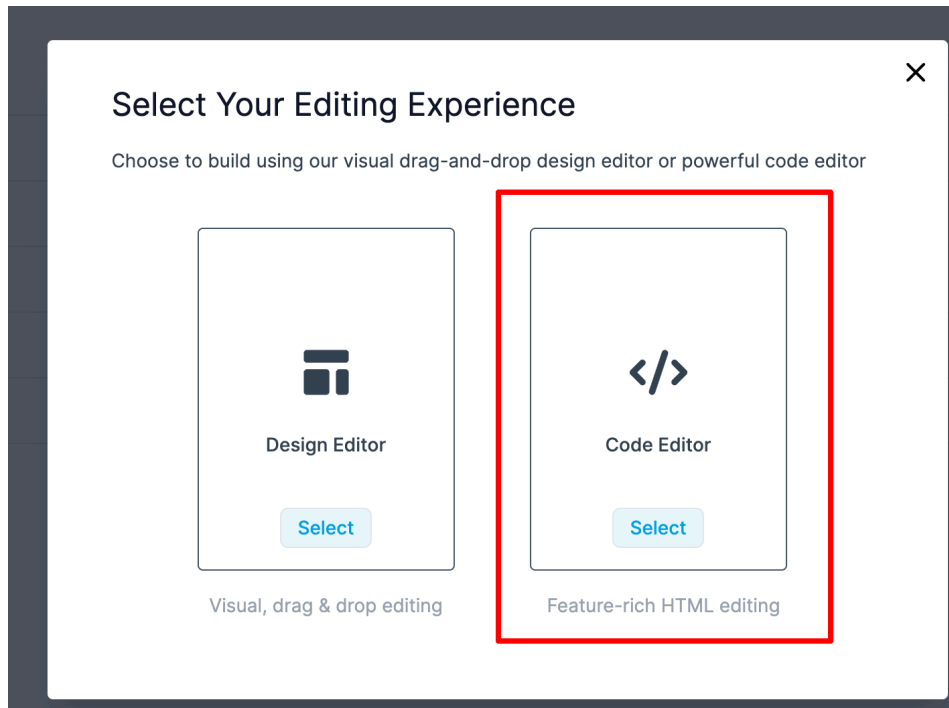 Select Your Editing Experience
Choose to build using our visual drag-and-drop design editor or powerful code editor
Design Editor
Select
Visual, drag & drop editing
Code Editor
Select
Feature-rich HTML editing